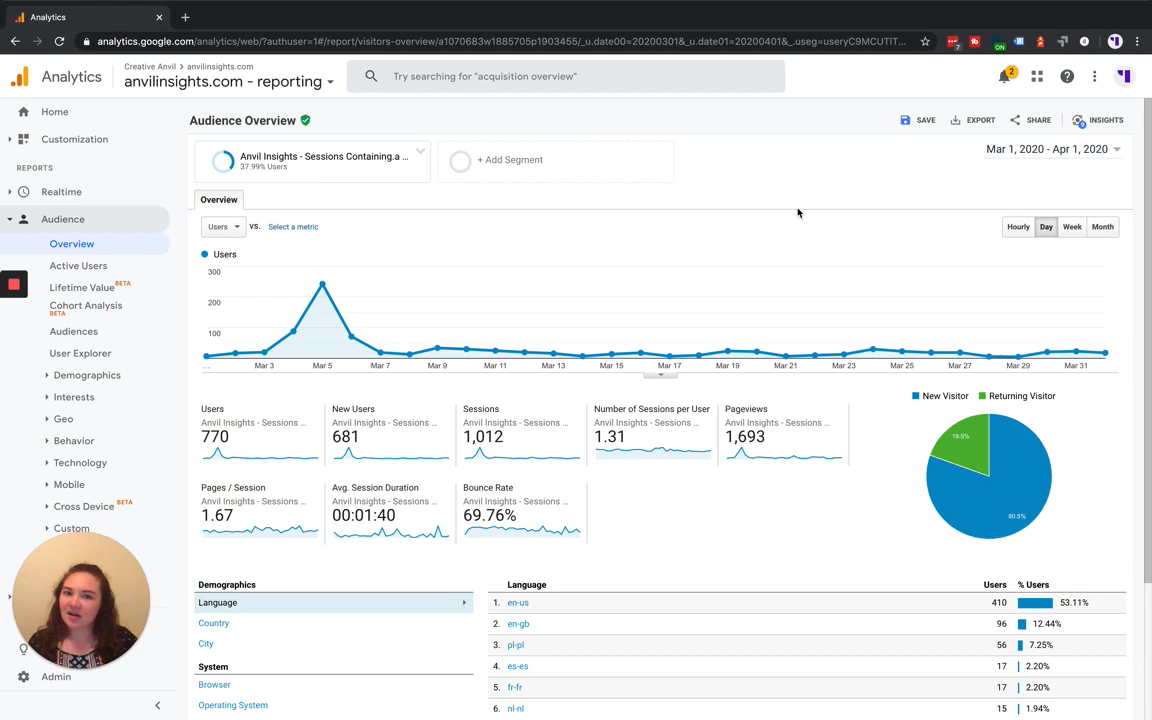 Analytics
analytics.google.com/analytics/web/?authuser=1#/report/visitors-overview/a1070683w1885705p1903455/_u.date00=20200301&_u.date01=20200401&_useg=useryC9MCUTIT...
7
ON
Analytics
Creative Anvil > anvilinsights.com
anvilinsights.com - reporting
Try searching for "acquisition overview"
2
Home
Customization
REPORTS
Realtime
Audience
Overview
Active Users
Lifetime Value BETA
Cohort Analysis
BETA
Audiences
User Explorer
Demographics
Interests
Geo
Behavior
Technology
Mobile
Cross Device BETA
Custom
Admin
Audience Overview
SAVE
EXPORT
SHARE
INSIGHTS
Anvil Insights - Sessions Containing.a ...
37.99% Users
+ Add Segment
Mar 1, 2020 - Apr 1, 2020
Overview
Users
VS.
Select a metric
Hourly
Day
Week
Month
Users
300
200
100
...
Mar 3
Mar 5
Mar 7
Mar 9
Mar 11
Mar 13
Mar 15
Mar 17
Mar 19
Mar 21
Mar 23
Mar 25
Mar 27
Mar 29
Mar 31
Users
Anvil Insights - Sessions ...
770
New Users
Anvil Insights - Sessions ...
681
Sessions
Anvil Insights - Sessions ...
1,012
Number of Sessions per User
Anvil Insights - Sessions ...
1.31
Pageviews
Anvil Insights - Sessions ...
1,693
Pages / Session
Anvil Insights - Sessions ...
1.67
Avg. Session Duration
Anvil Insights - Sessions ...
00:01:40
Bounce Rate
Anvil Insights - Sessions ...
69.76%
New Visitor
Returning Visitor
19.5%
80.5%
Demographics
Language
Country
City
System
Browser
Operating System
Language Users % Users
1. en-us 410 53.11%
2. en-gb 96 12.44%
3. pl-pl 56 7.25%
4. es-es 17 2.20%
5. fr-fr 17 2.20%
6. nl-nl 15 1.94%